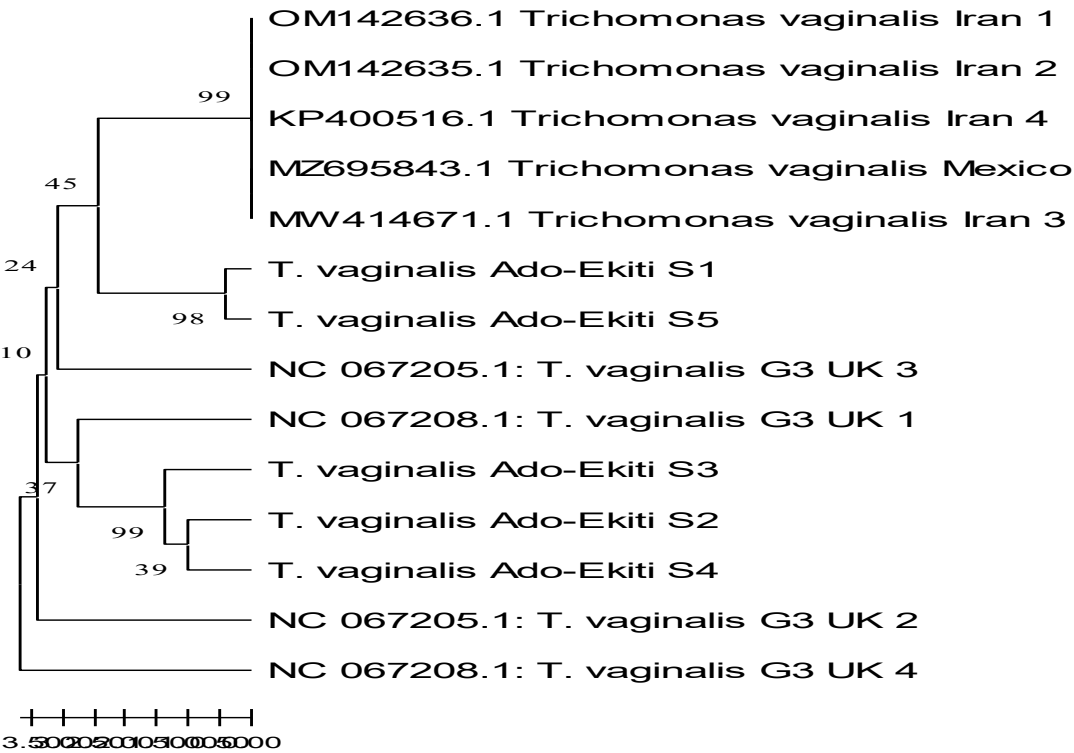 OM142636.1 Trichomonas vaginalis Iran 1
OM142635.1 Trichomonas vaginalis Iran 2
99
KP400516.1 Trichomonas vaginalis Iran 4
MZ695843.1 Trichomonas vaginalis Mexico
45
MW414671.1 Trichomonas vaginalis Iran 3
24
T. vaginalis Ado-Ekiti S1
98
T. vaginalis Ado-Ekiti S5
10
NC 067205.1: T. vaginalis G3 UK 3
NC 067208.1: T. vaginalis G3 UK 1
T. vaginalis Ado-Ekiti S3
37
T. vaginalis Ado-Ekiti S2
99
39
T. vaginalis Ado-Ekiti S4
NC 067205.1: T. vaginalis G3 UK 2
NC 067208.1: T. vaginalis G3 UK 4